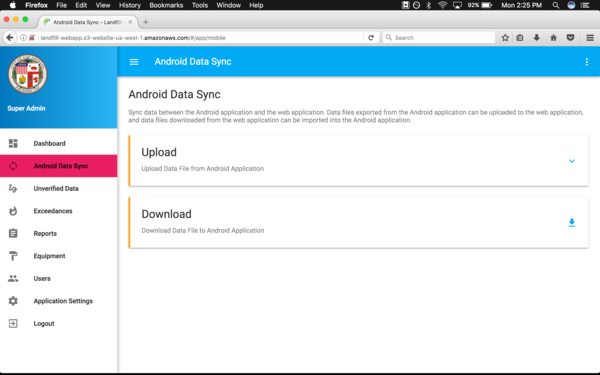 Firefox File Edit View History Bookmarks Tools Window Help 92% Mon 2:25 PM
Android Data Sync - Landfill-...
landfill-webapp.s3-website-us-west-1.amazonaws.com/#/app/mobile Search
Android Data Sync
Super Admin
Dashboard
Android Data Sync
Unverified Data
Exceedances
Reports
Equipment
Users
Application Settings
Logout
Android Data Sync
Sync data between the Android application and the web application. Data files exported from the Android application can be uploaded to the web application,
and data files downloaded from the web application can be imported into the Android application.
Upload
Upload Data File from Android Application
Download
Download Data File to Android Application